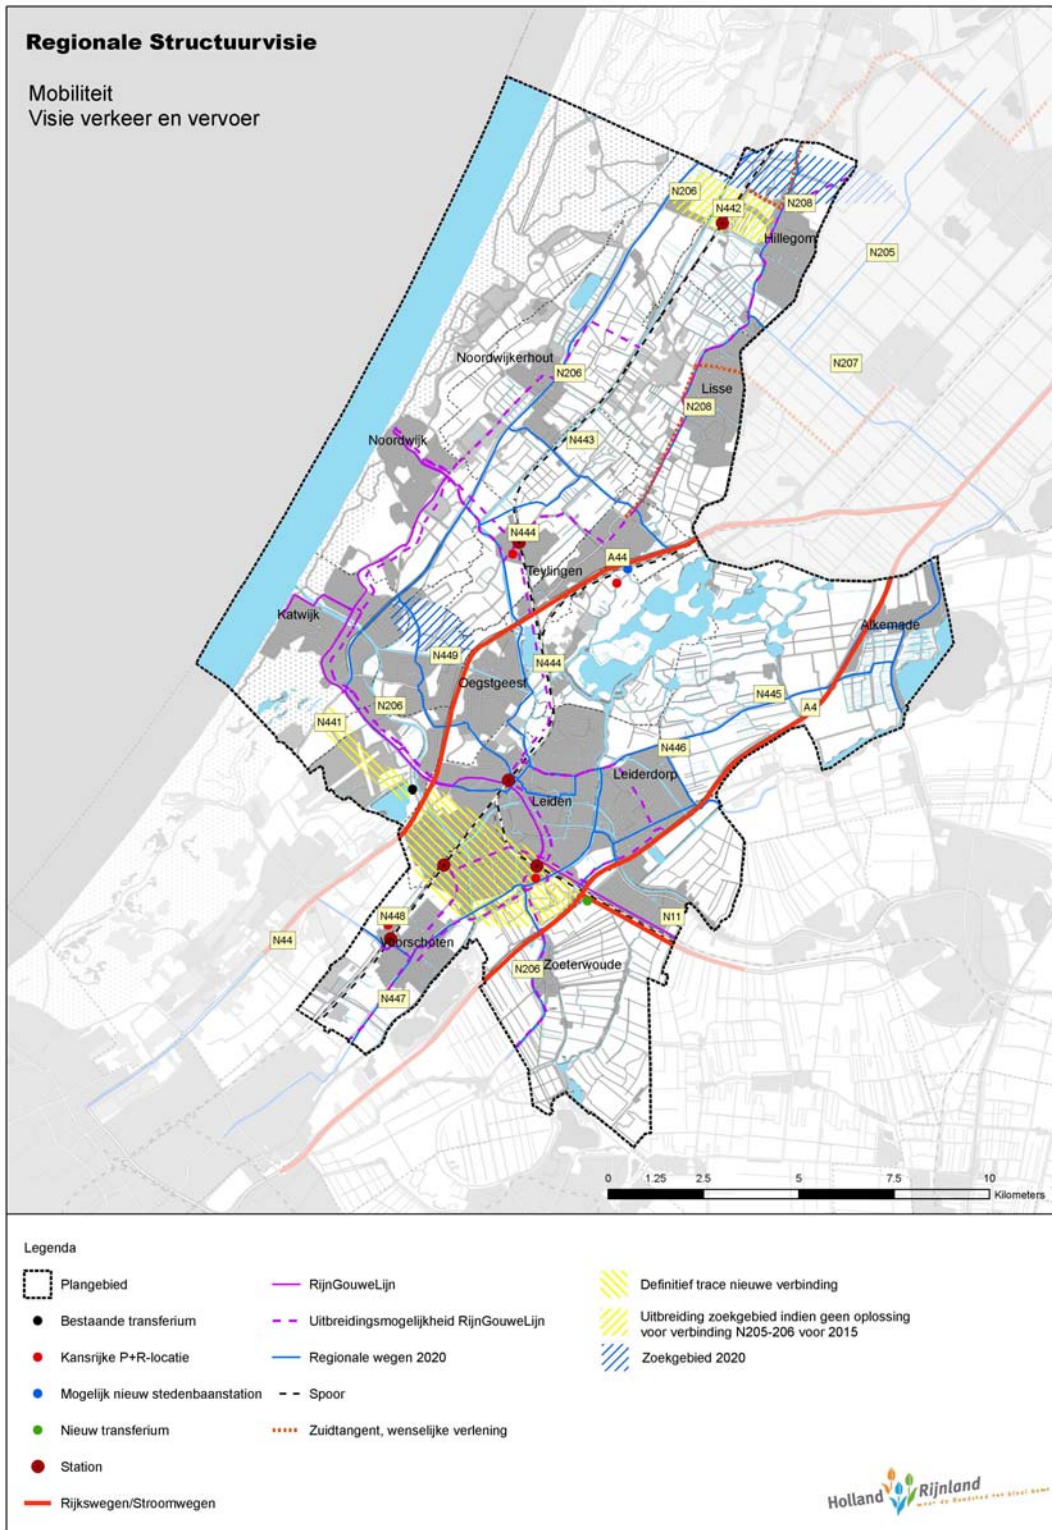 Regionale Structuurvisie
Mobiliteit
Visie verkeer en vervoer
N206
N442
N208
Hillegom
N205
Noordwijkerhout
N206
N207
Lisse
N208
Noordwijk
N443
N444
A44
Teylingen
Katwijk
Alkemade
N449
N444
Oegstgeest
N445
N206
A4
N441
N446
Leiderdorp
Leiden
N448
N11
N44
Voorschoten
N206
Zoeterwoude
N447
0 1.25 2.5 5 7.5 10
Kilometers
Legenda
Plangebied
Bestaande transferium
Kansrijke P+R-locatie
Mogelijk nieuw stedenbaanstation
Nieuw transferium
Station
Rijkswegen/Stroomwegen
RijnGouweLijn
Uitbreidingsmogelijkheid RijnGouweLijn
Regionale wegen 2020
Spoor
Zuidtangent, wenselijke verlening
Definitief trace nieuwe verbinding
Uitbreiding zoekgebied indien geen oplossing
voor verbinding N205-206 voor 2015
Zoekgebied 2020
Holland Rijnland